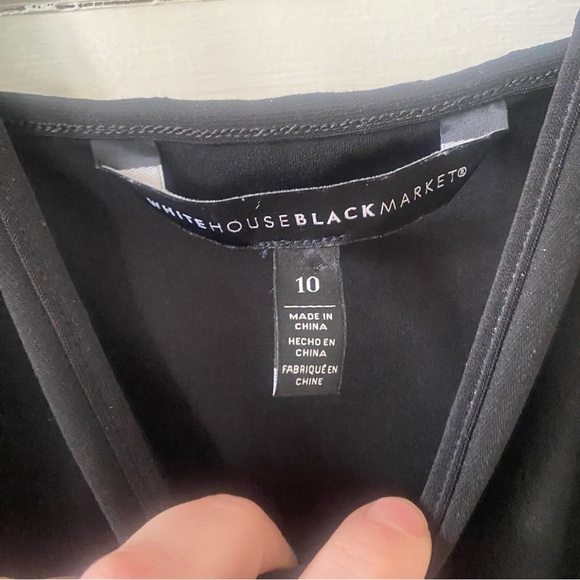 WHITEHOUSEBLACKMARKET®
10
MADE IN
CHINA
HECHO EN
CHINA
FABRIQUÉ EN
CHINE